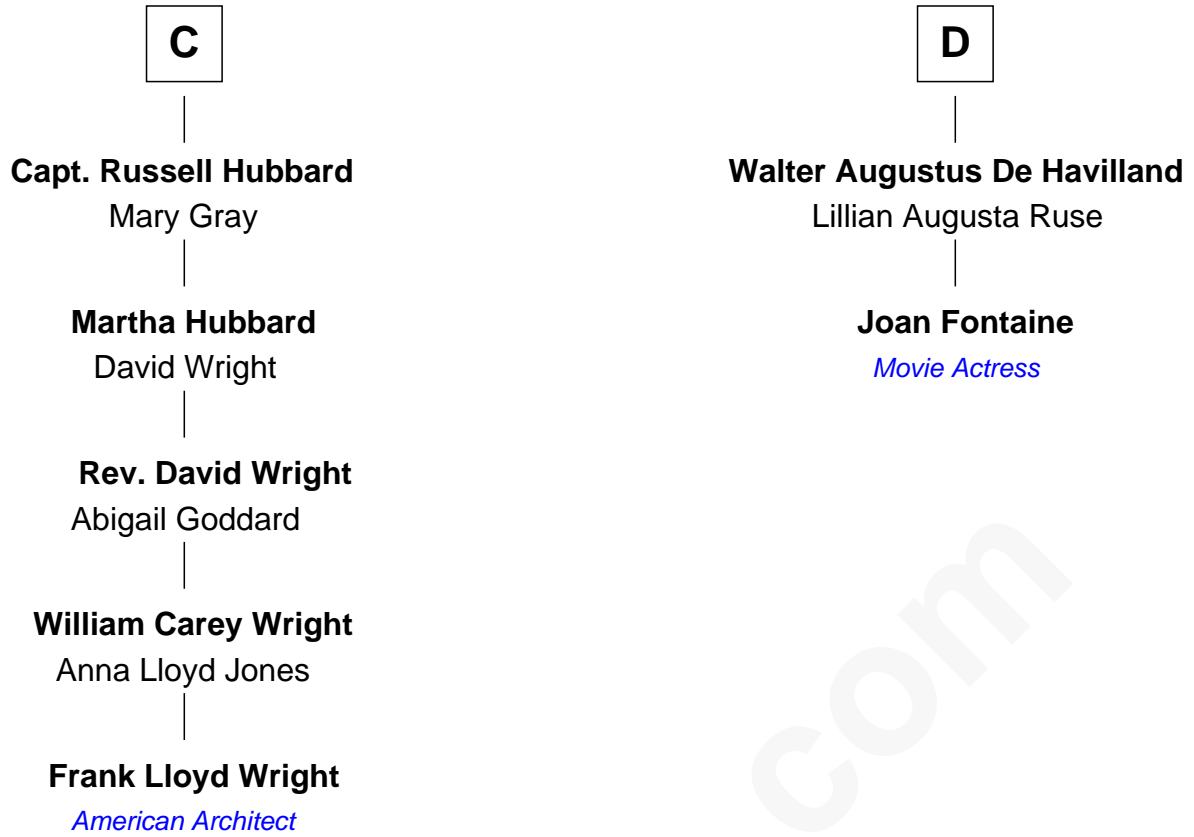 C
Capt. Russell Hubbard
Mary Gray
Martha Hubbard
David Wright
Rev. David Wright
Abigail Goddard
William Carey Wright
Anna Lloyd Jones
Frank Lloyd Wright
American Architect
D
Walter Augustus De Havilland
Lillian Augusta Ruse
Joan Fontaine
Movie Actress
com